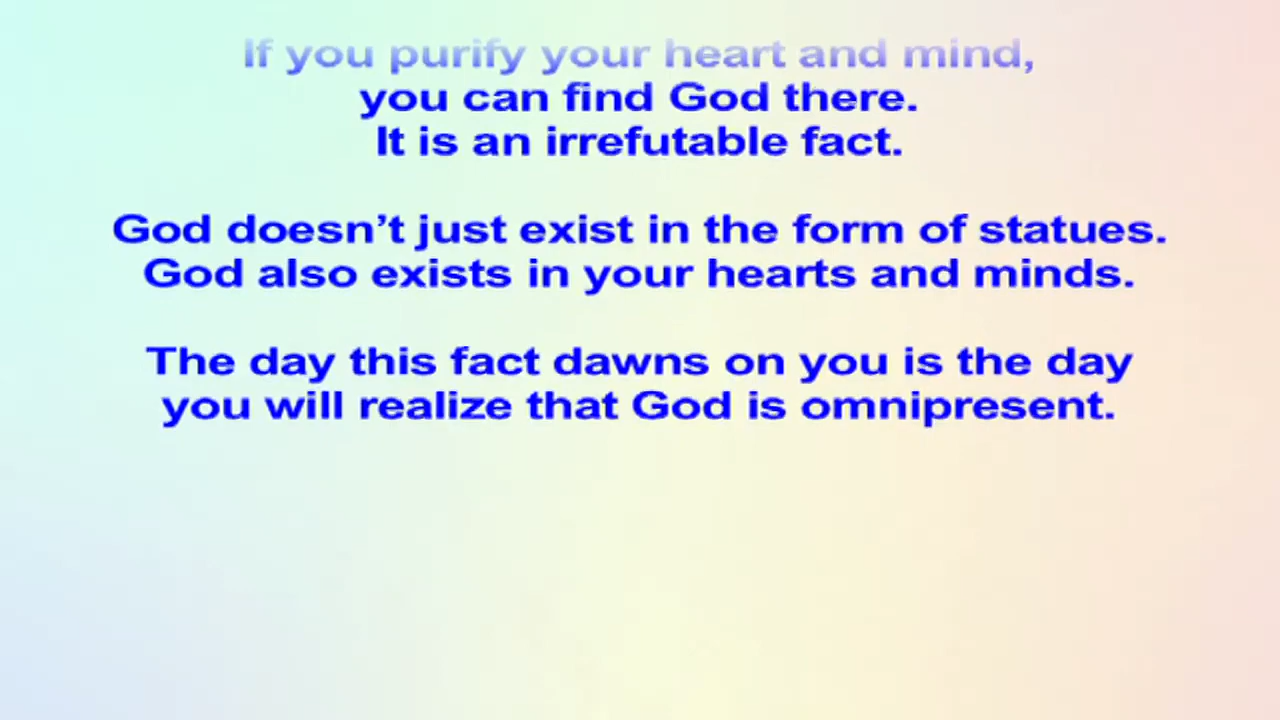 If you purify your heart and mind,
you can find God there.
It is an irrefutable fact.
God doesn’t just exist in the form of statues.
God also exists in your hearts and minds.
The day this fact dawns on you is the day
you will realize that God is omnipresent.